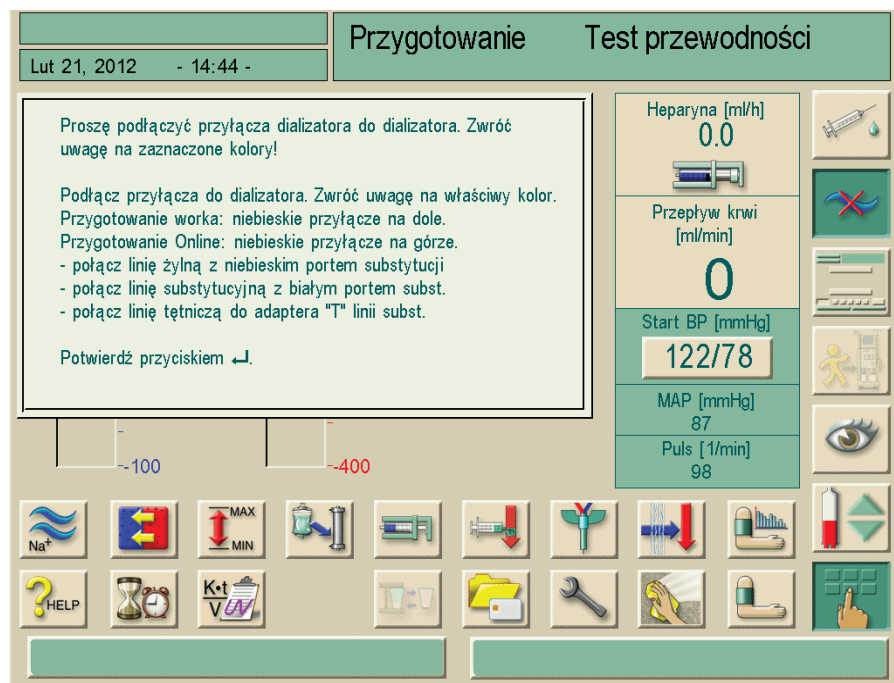 Przygotowanie Test przewodności
Lut 21, 2012 - 14:44 -
Proszę podłączyć przyłącza dializatora do dializatora. Zwróć
uwagę na zaznaczone kolory!
Podłącz przyłącza do dializatora. Zwróć uwagę na właściwy kolor.
Przygotowanie worka: niebieskie przyłącze na dole.
Przygotowanie Online: niebieskie przyłącze na górze.
- połącz linię żylną z niebieskim portem substytucji
- połącz linię substytucyjną z białym portem subst.
- połącz linię tętniczą do adaptera "T" linii subst.
Potwierdź przyciskiem ↵.
Heparyna [ml/h]
0.0
Przepływ krwi
[ml/min]
0
Start BP [mmHg]
122/78
MAP [mmHg]
87
Puls [1/min]
98
-100
-400
Na+
MAX
MIN
HELP
K•t
V
UV